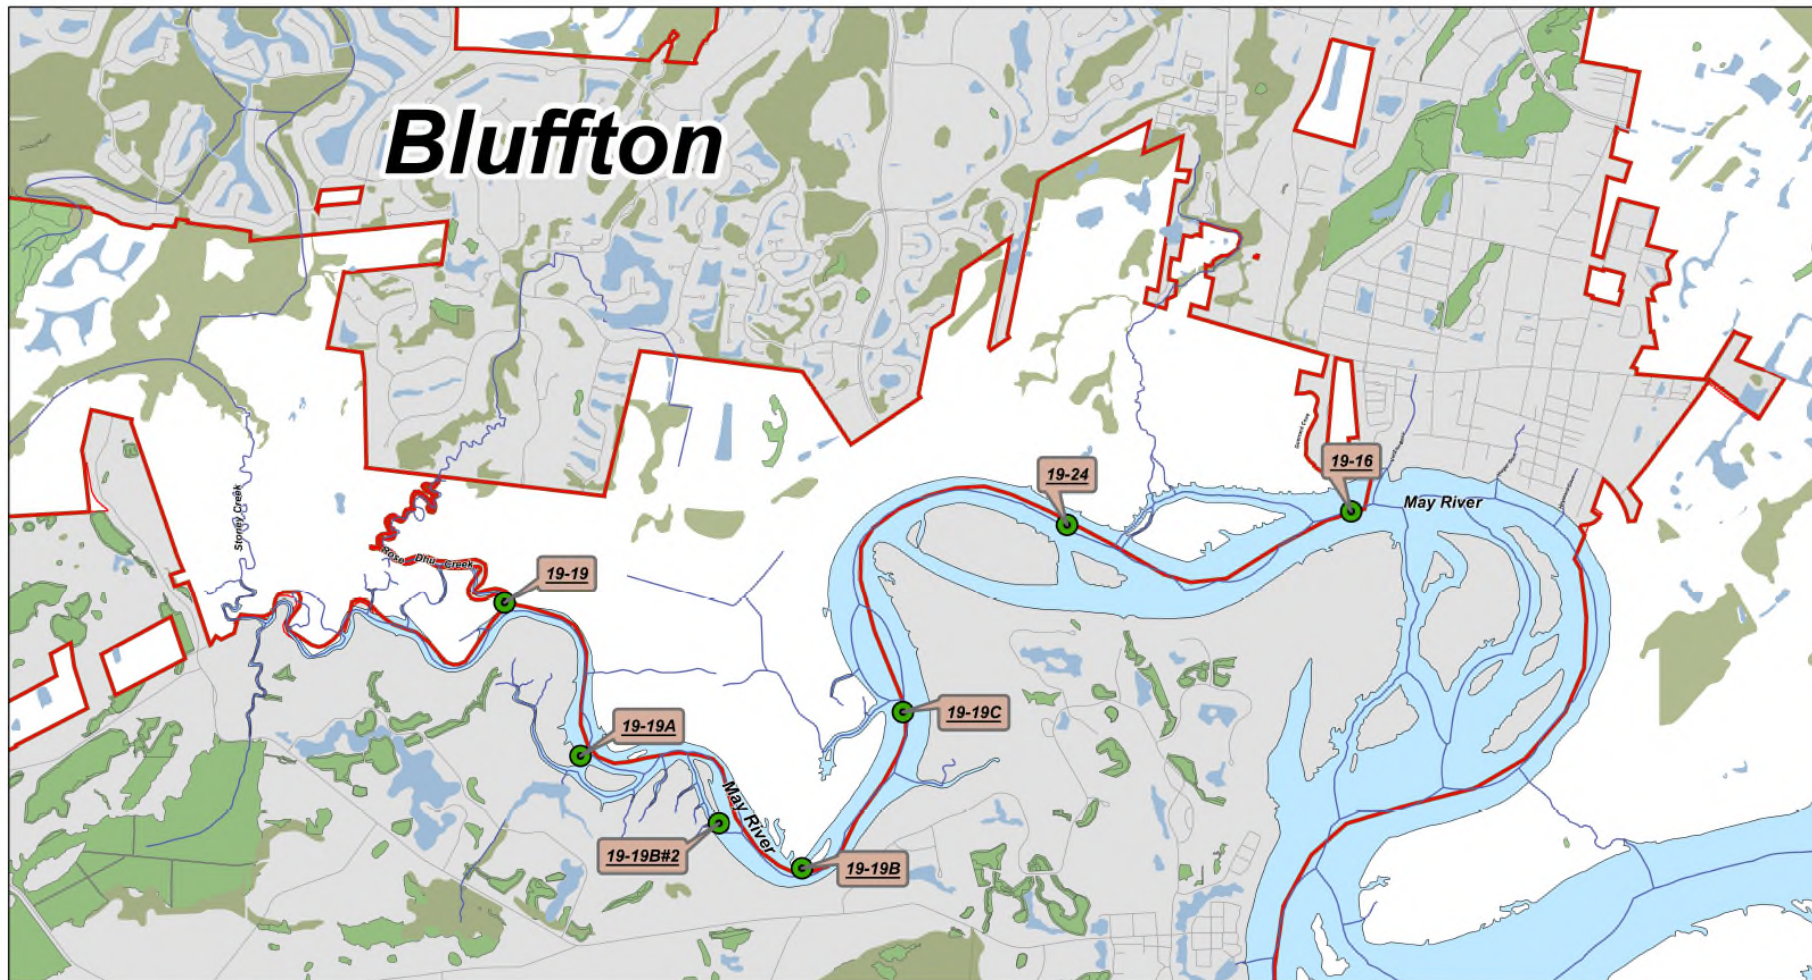 Bluffton
19-24
19-16
May River
Stoney Creek
Rose Dhu Creek
19-19
19-19C
19-19A
May River
19-19B#2
19-19B